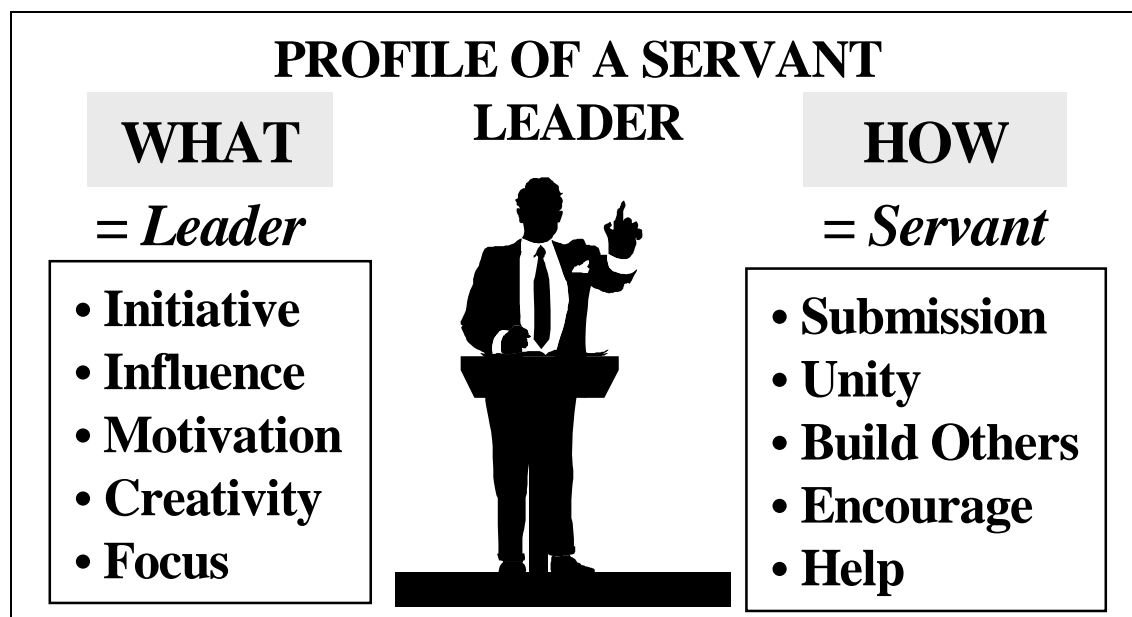 PROFILE OF A SERVANT
LEADER
WHAT
= Leader
• Initiative
• Influence
• Motivation
• Creativity
• Focus
HOW
= Servant
• Submission
• Unity
• Build Others
• Encourage
• Help